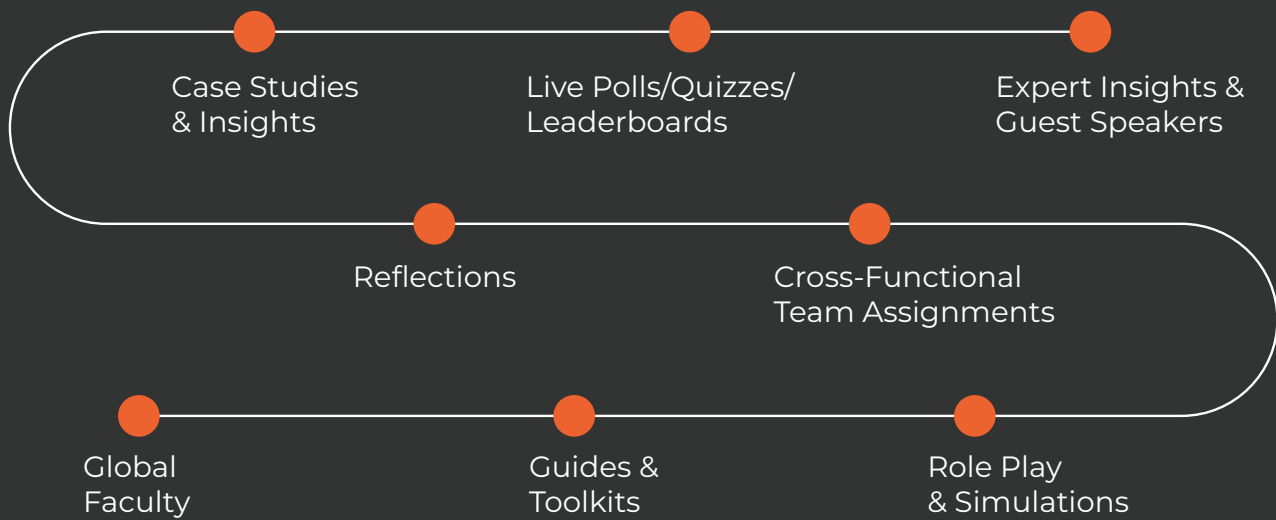 Case Studies
& Insights
Live Polls/Quizzes/
Leaderboards
Expert Insights &
Guest Speakers
Reflections
Cross-Functional
Team Assignments
Global
Faculty
Guides &
Toolkits
Role Play
& Simulations